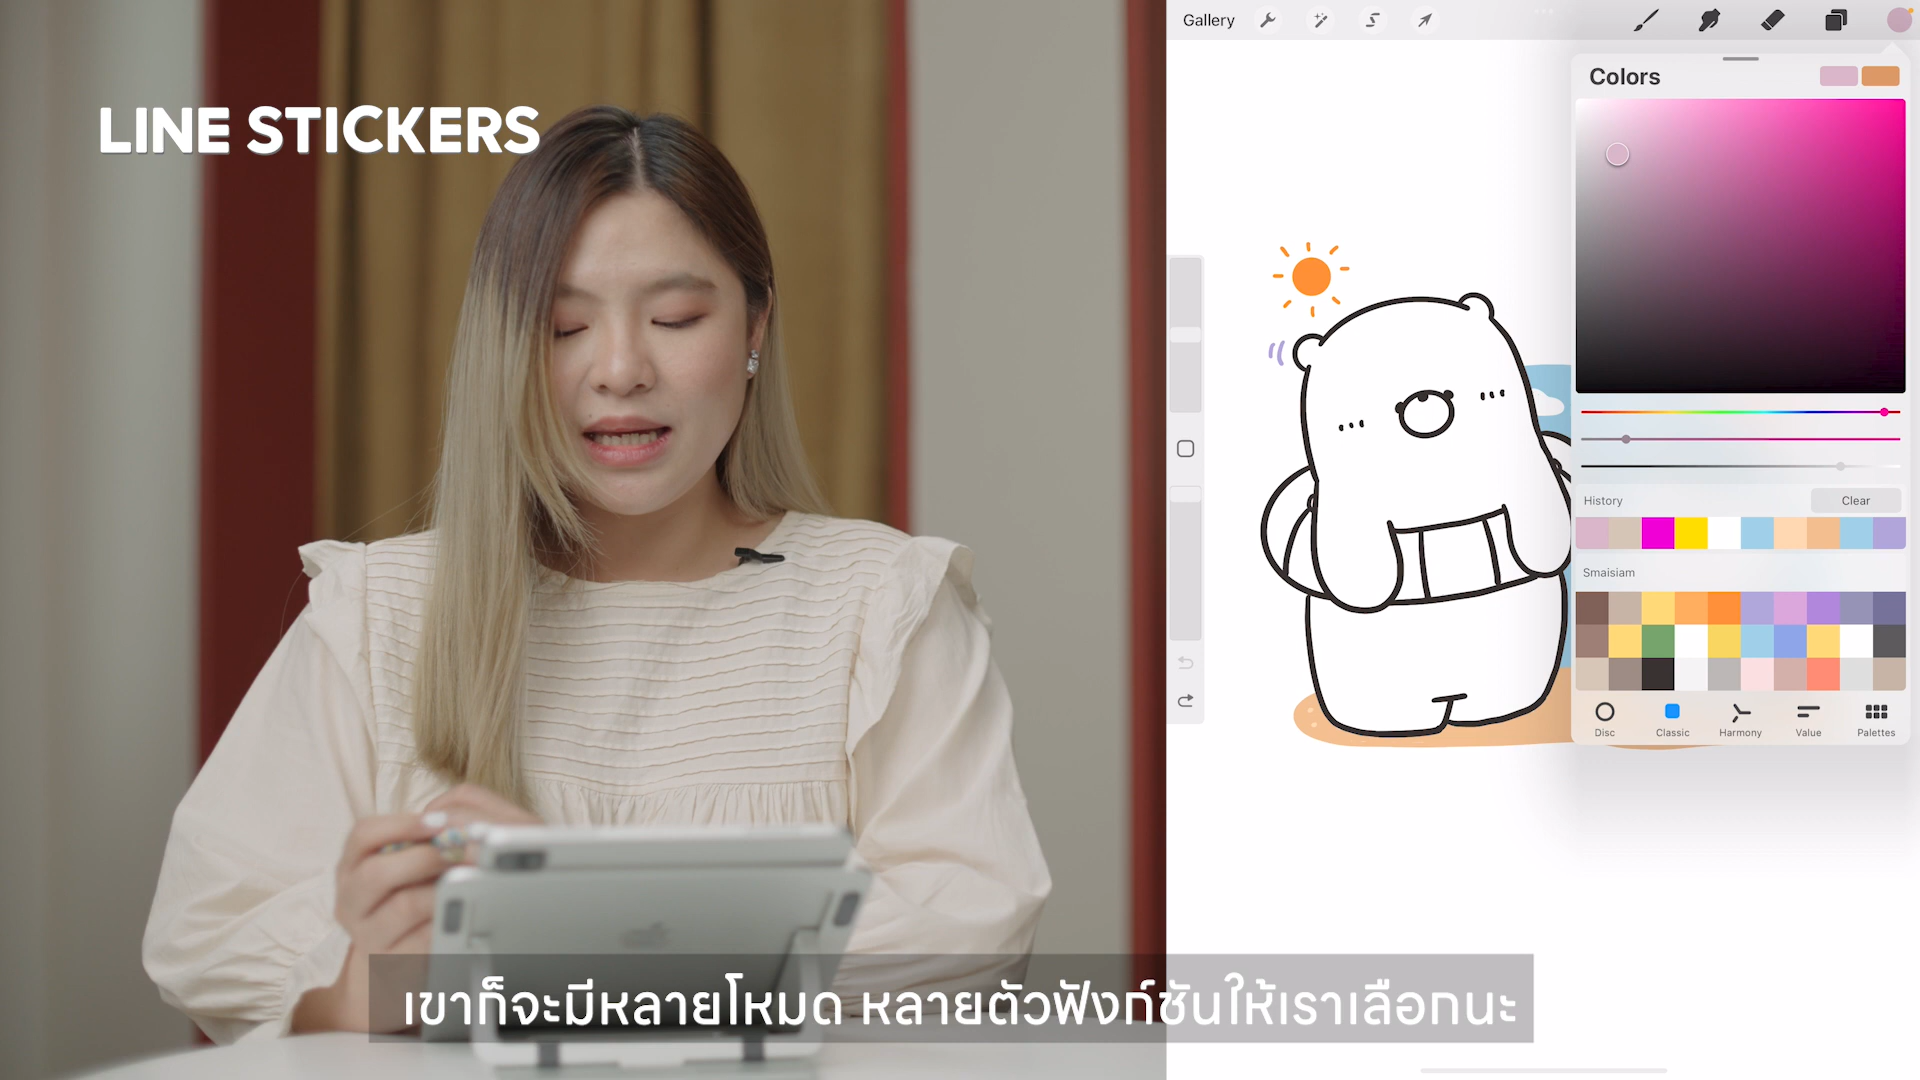 LINE STICKERS
Gallery
Colors
History
Clear
Smaisiam
Disc
Classic
Harmony
Value
Palettes
เขาก็จะมีหลายโหมด หลายตัวฟังก์ชันให้เราเลือกนะ